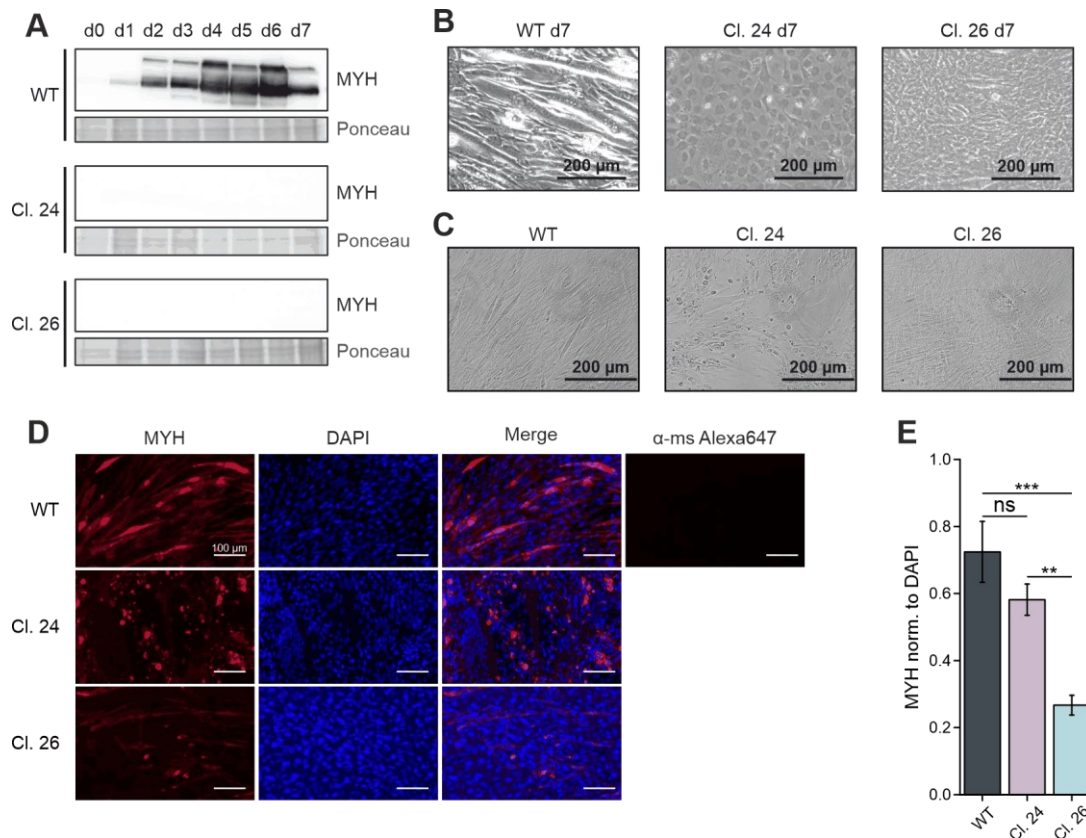 A
d0 d1 d2 d3 d4 d5 d6 d7
WT
MYH
Ponceau
Cl. 24
MYH
Ponceau
Cl. 26
MYH
Ponceau
B
WT d7 Cl. 24 d7 Cl. 26 d7
200 µm 200 µm 200 µm
C
WT Cl. 24 Cl. 26
200 µm 200 µm 200 µm
D
MYH DAPI Merge α-ms Alexa647
WT
100 µm
Cl. 24
Cl. 26
E
MYH norm. to DAPI
1.0
0.8
0.6
0.4
0.2
0.0
***
ns
**
WT Cl. 24 Cl. 26